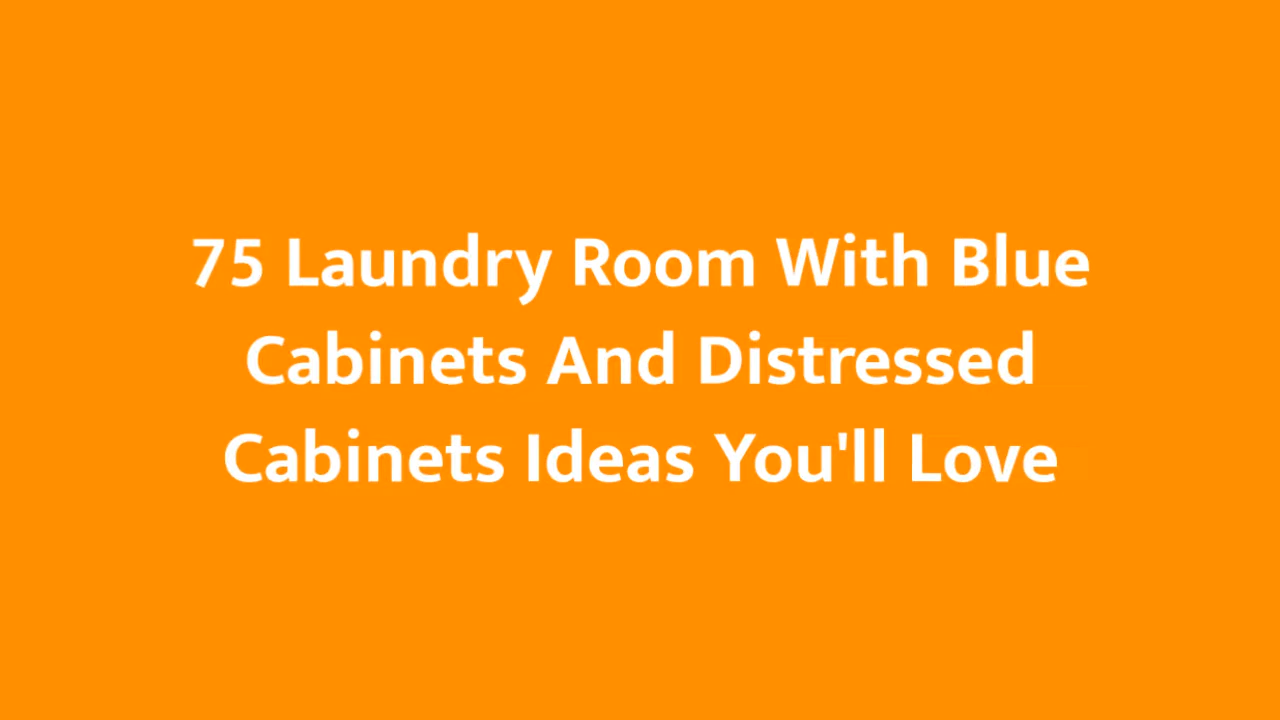 75 Laundry Room With Blue
Cabinets And Distressed
Cabinets Ideas You'll Love